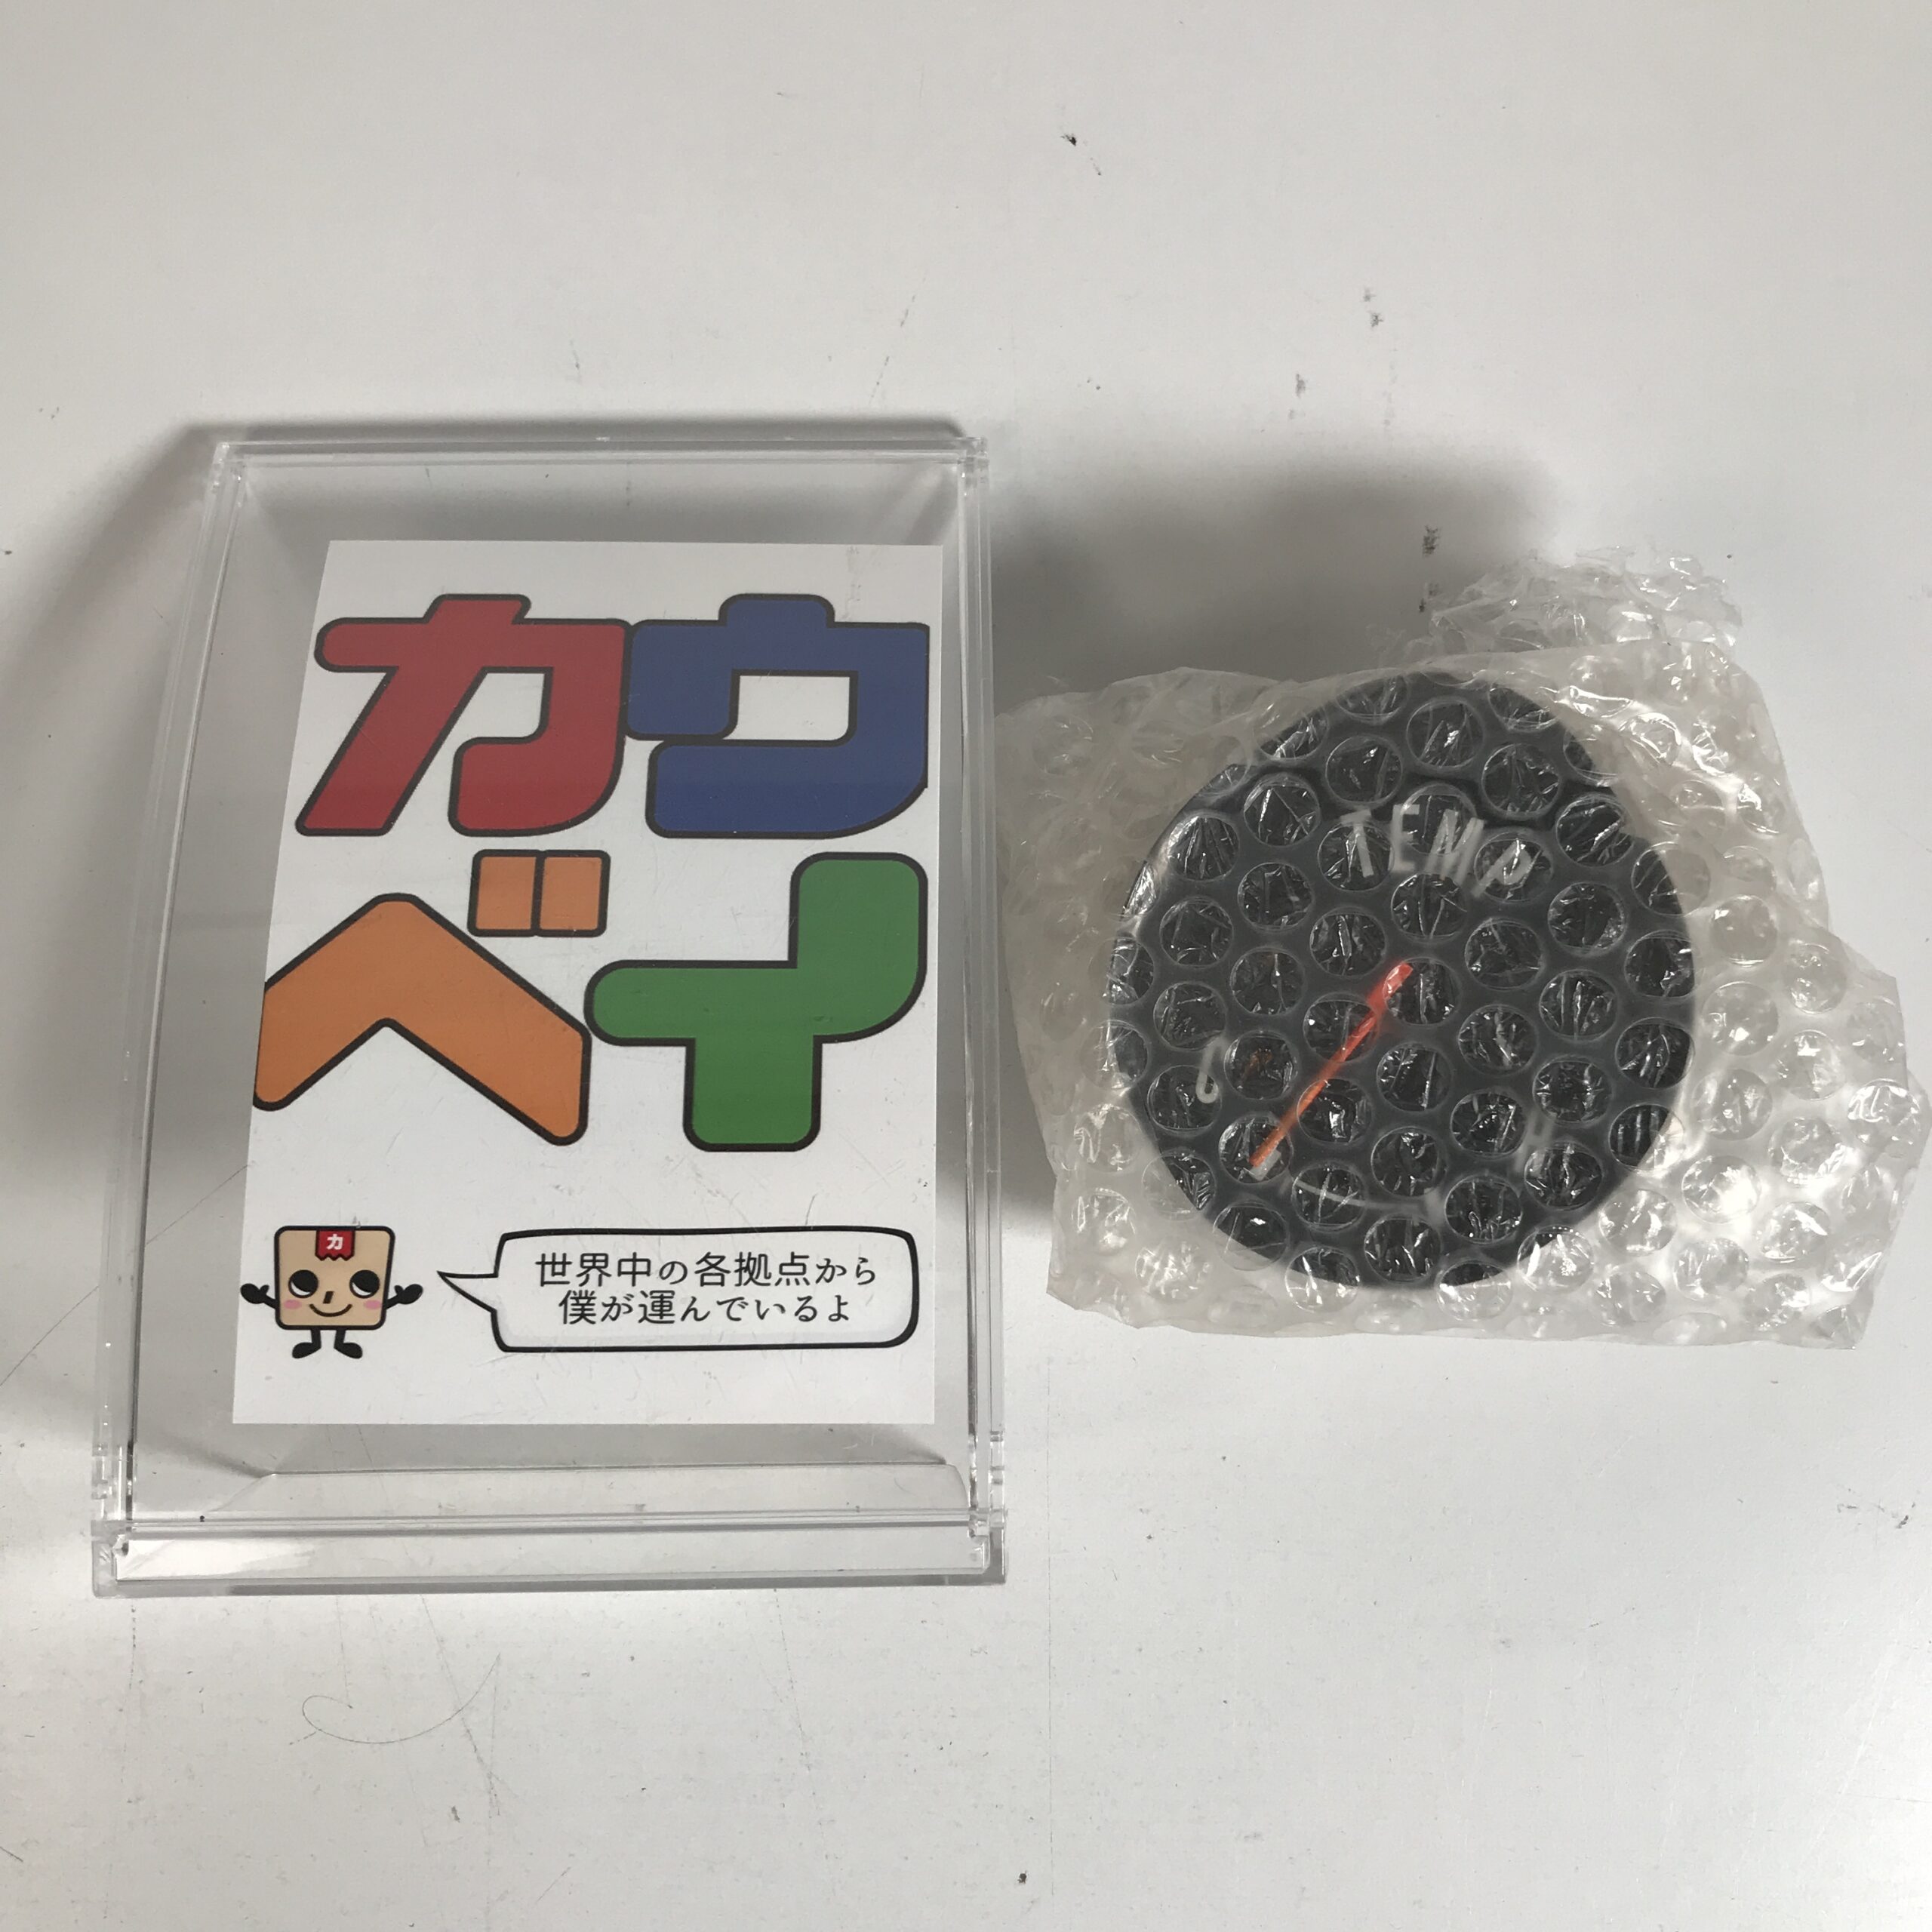 カウ
ベイ
カ
世界中の各拠点から
僕が運んでいるよ
TEMP
C
H